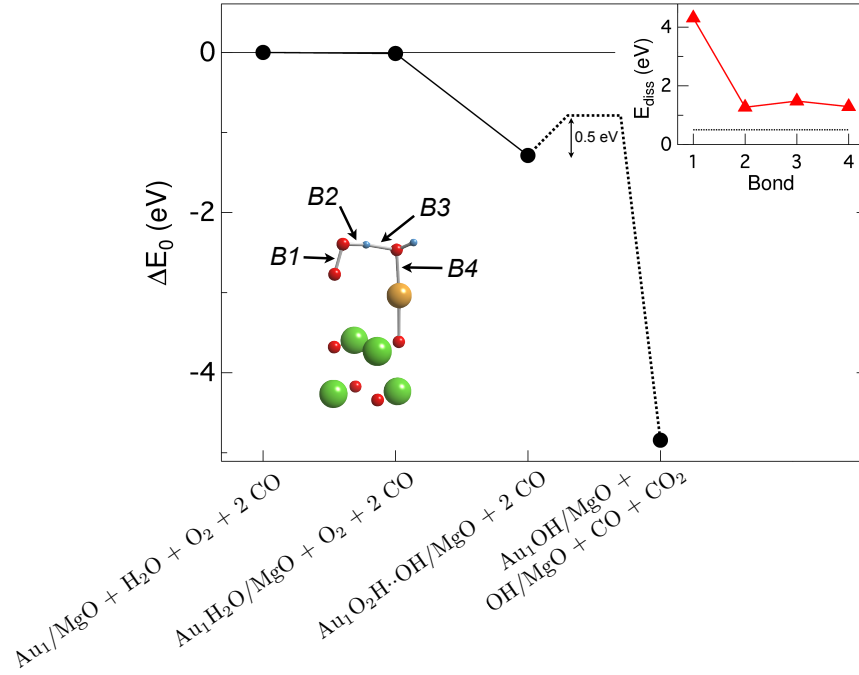 0
-2
-4
ΔE₀ (eV)
0.5 eV
B1
B2
B3
B4
E_diss (eV)
4
2
0
1 2 3 4
Bond
Au₁/MgO + H₂O + O₂ + 2 CO
Au₁H₂O/MgO + O₂ + 2 CO
Au₁O₂H··OH/MgO + 2 CO
Au₁OH/MgO +
OH/MgO + CO + CO₂